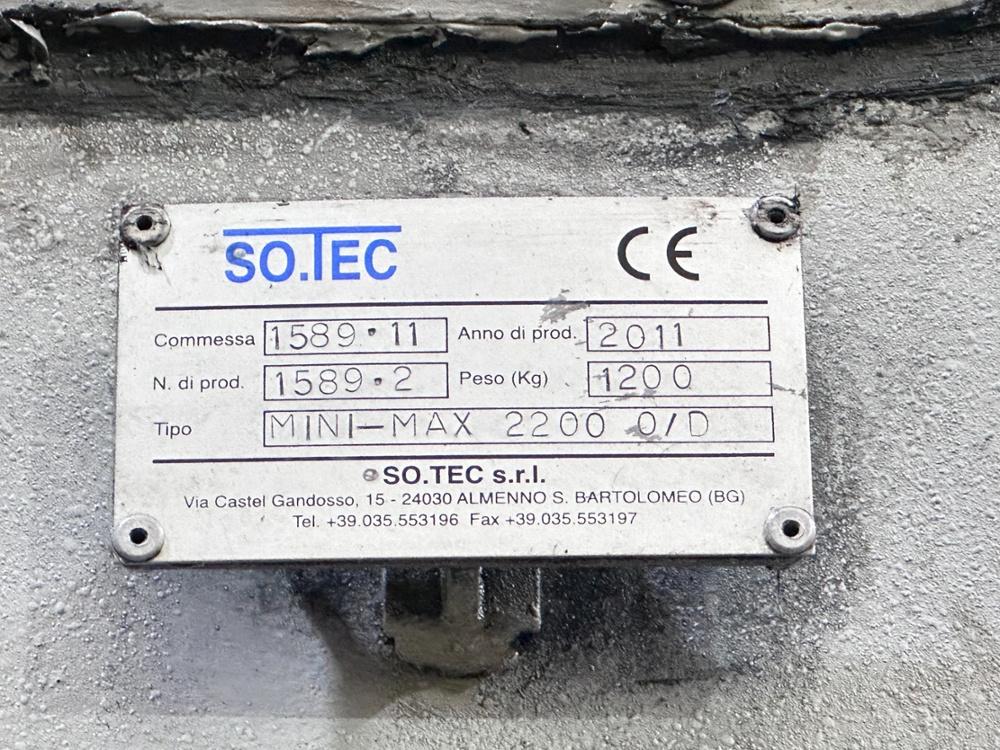 SO.TEC CE
Commessa 1589·11 Anno di prod. 2011
N. di prod. 1589·2 Peso (Kg) 1200
Tipo MINI-MAX 2200 O/D
SO.TEC s.r.l.
Via Castel Gandosso, 15 - 24030 ALMENNO S. BARTOLOMEO (BG)
Tel. +39.035.553196 Fax +39.035.553197